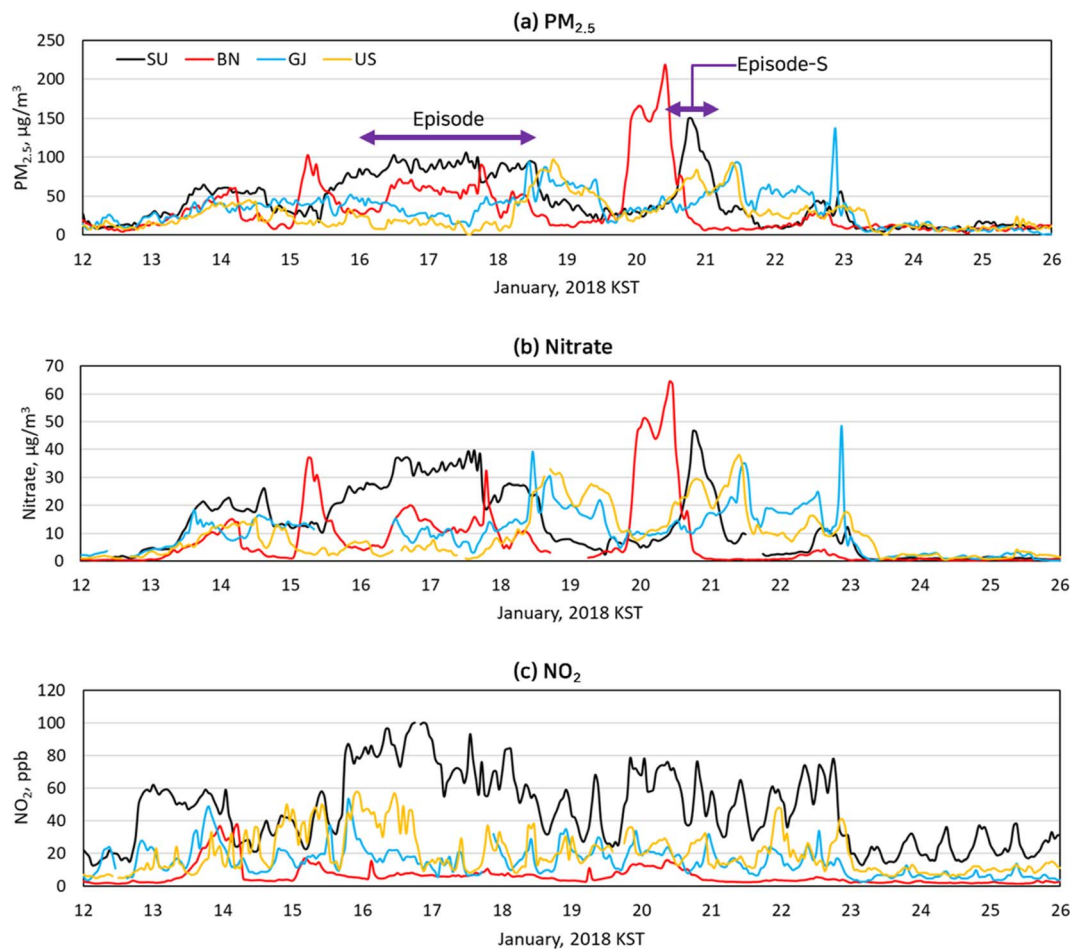 (a) PM₂.₅
250
200
150
100
50
0
PM₂.₅, µg/m³
SU BN GJ US
Episode
Episode-S
12 13 14 15 16 17 18 19 20 21 22 23 24 25 26
January, 2018 KST
(b) Nitrate
70
60
50
40
30
20
10
0
Nitrate, µg/m³
12 13 14 15 16 17 18 19 20 21 22 23 24 25 26
January, 2018 KST
(c) NO₂
120
100
80
60
40
20
0
NO₂, ppb
12 13 14 15 16 17 18 19 20 21 22 23 24 25 26
January, 2018 KST